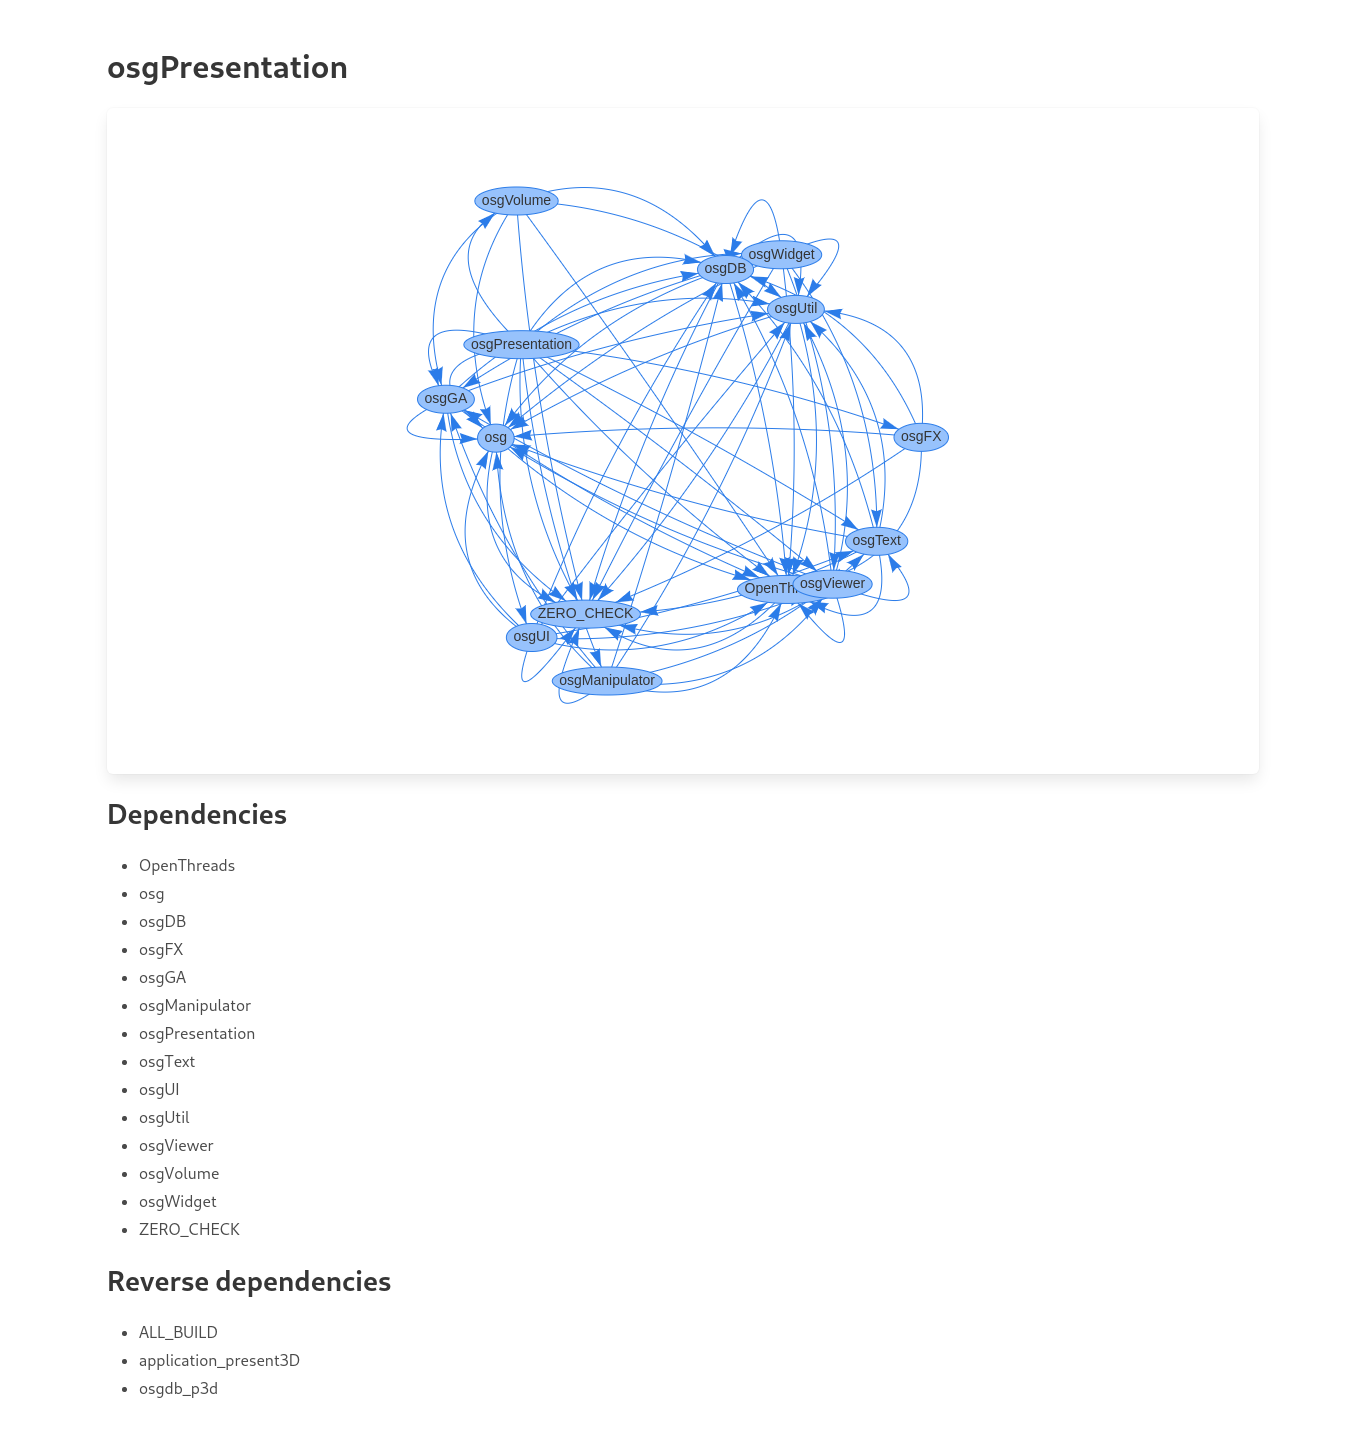 osgPresentation
osgVolume
osgWidget
osgDB
osgUtil
osgPresentation
osgGA
osg
osgFX
osgText
osgViewer
ZERO_CHECK
osgUI
osgManipulator
Dependencies
OpenThreads
osg
osgDB
osgFX
osgGA
osgManipulator
osgPresentation
osgText
osgUI
osgUtil
osgViewer
osgVolume
osgWidget
ZERO_CHECK
Reverse dependencies
ALL_BUILD
application_present3D
osgdb_p3d